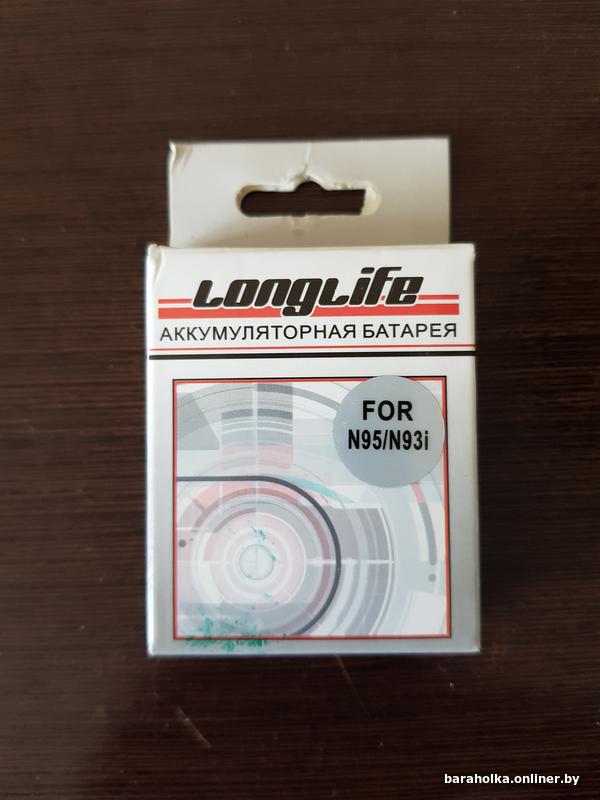 LongLife
АККУМУЛЯТОРНАЯ БАТАРЕЯ
FOR
N95/N93i
baraholka.onliner.by